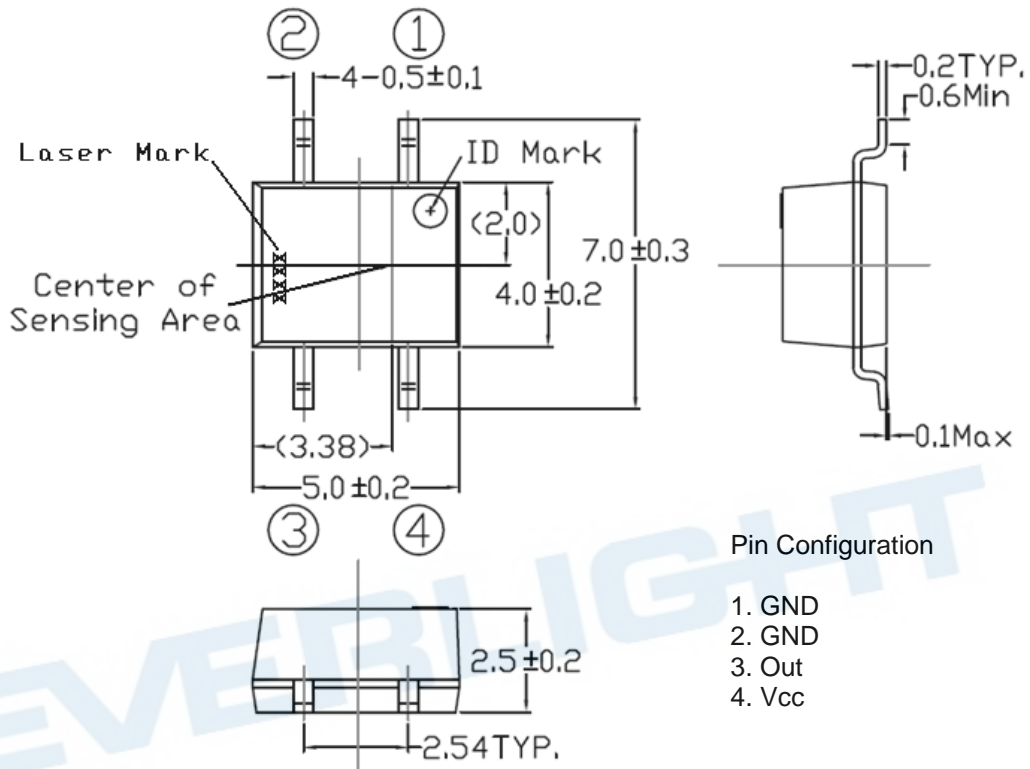 ② ①
4-0.5±0.1
0.2TYP.
0.6Min
Laser Mark
ID Mark
(2.0)
7.0±0.3
4.0±0.2
Center of
Sensing Area
(3.38)
5.0±0.2
0.1Max
③ ④
EVERLIGHT
Pin Configuration
1. GND
2. GND
3. Out
4. Vcc
2.5±0.2
2.54TYP.